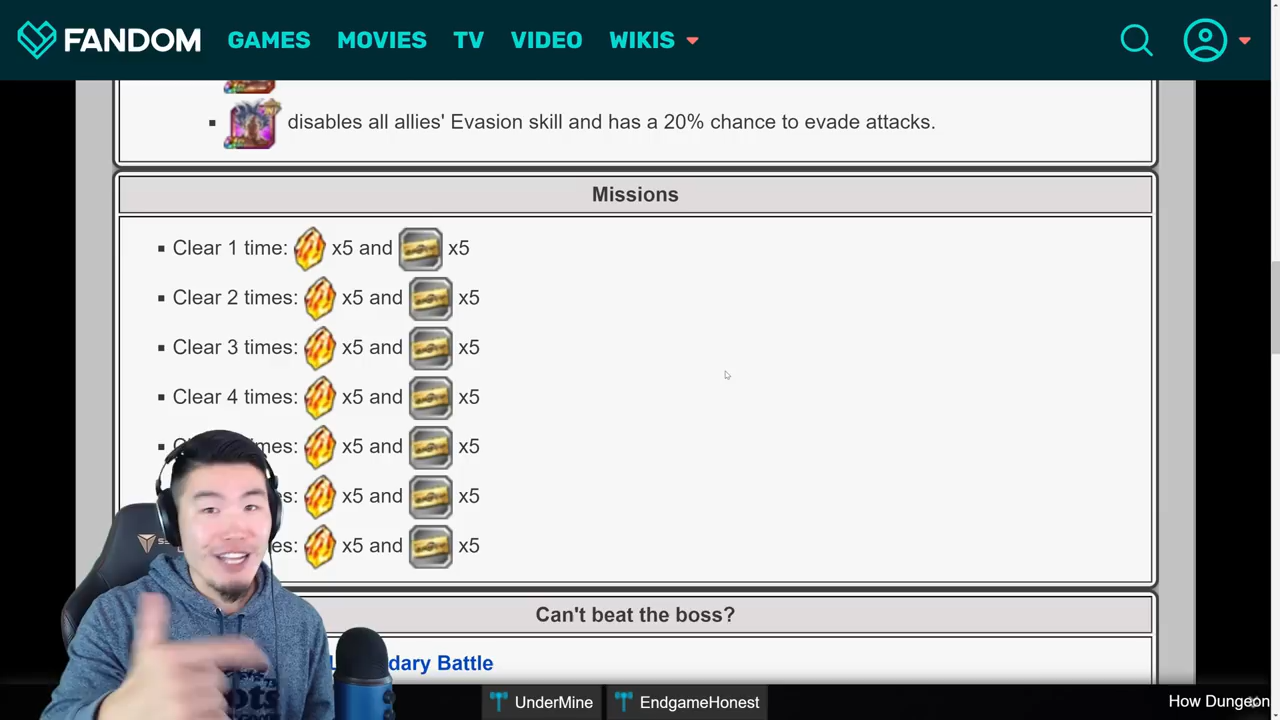 FANDOM GAMES MOVIES TV VIDEO WIKIS
disables all allies' Evasion skill and has a 20% chance to evade attacks.
Missions
Clear 1 time: x5 and x5
Clear 2 times: x5 and x5
Clear 3 times: x5 and x5
Clear 4 times: x5 and x5
x5 and x5
x5 and x5
x5 and x5
Can't beat the boss?
Battle
UnderMine EndgameHonest How Dungeon